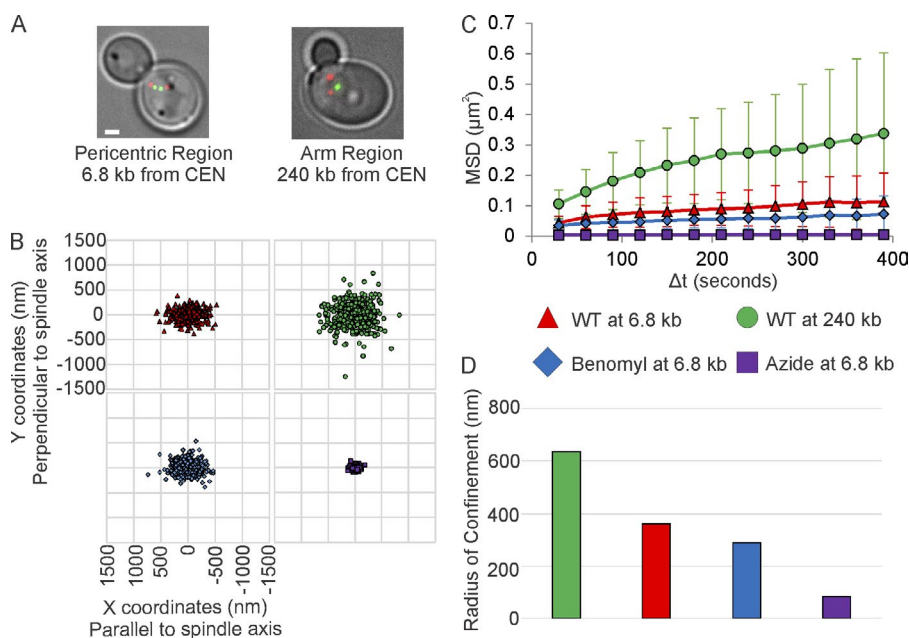 A
Pericentric Region
6.8 kb from CEN
Arm Region
240 kb from CEN
B
Y coordinates (nm)
Perpendicular to spindle axis
1500
1000
500
0
-500
-1000
-1500
1500
1000
500
0
-500
-1000
-1500
X coordinates (nm)
Parallel to spindle axis
C
MSD (µm²)
0.7
0.6
0.5
0.4
0.3
0.2
0.1
0
0 100 200 300 400
Δt (seconds)
WT at 6.8 kb
WT at 240 kb
Benomyl at 6.8 kb
Azide at 6.8 kb
D
Radius of Confinement (nm)
800
600
400
200
0